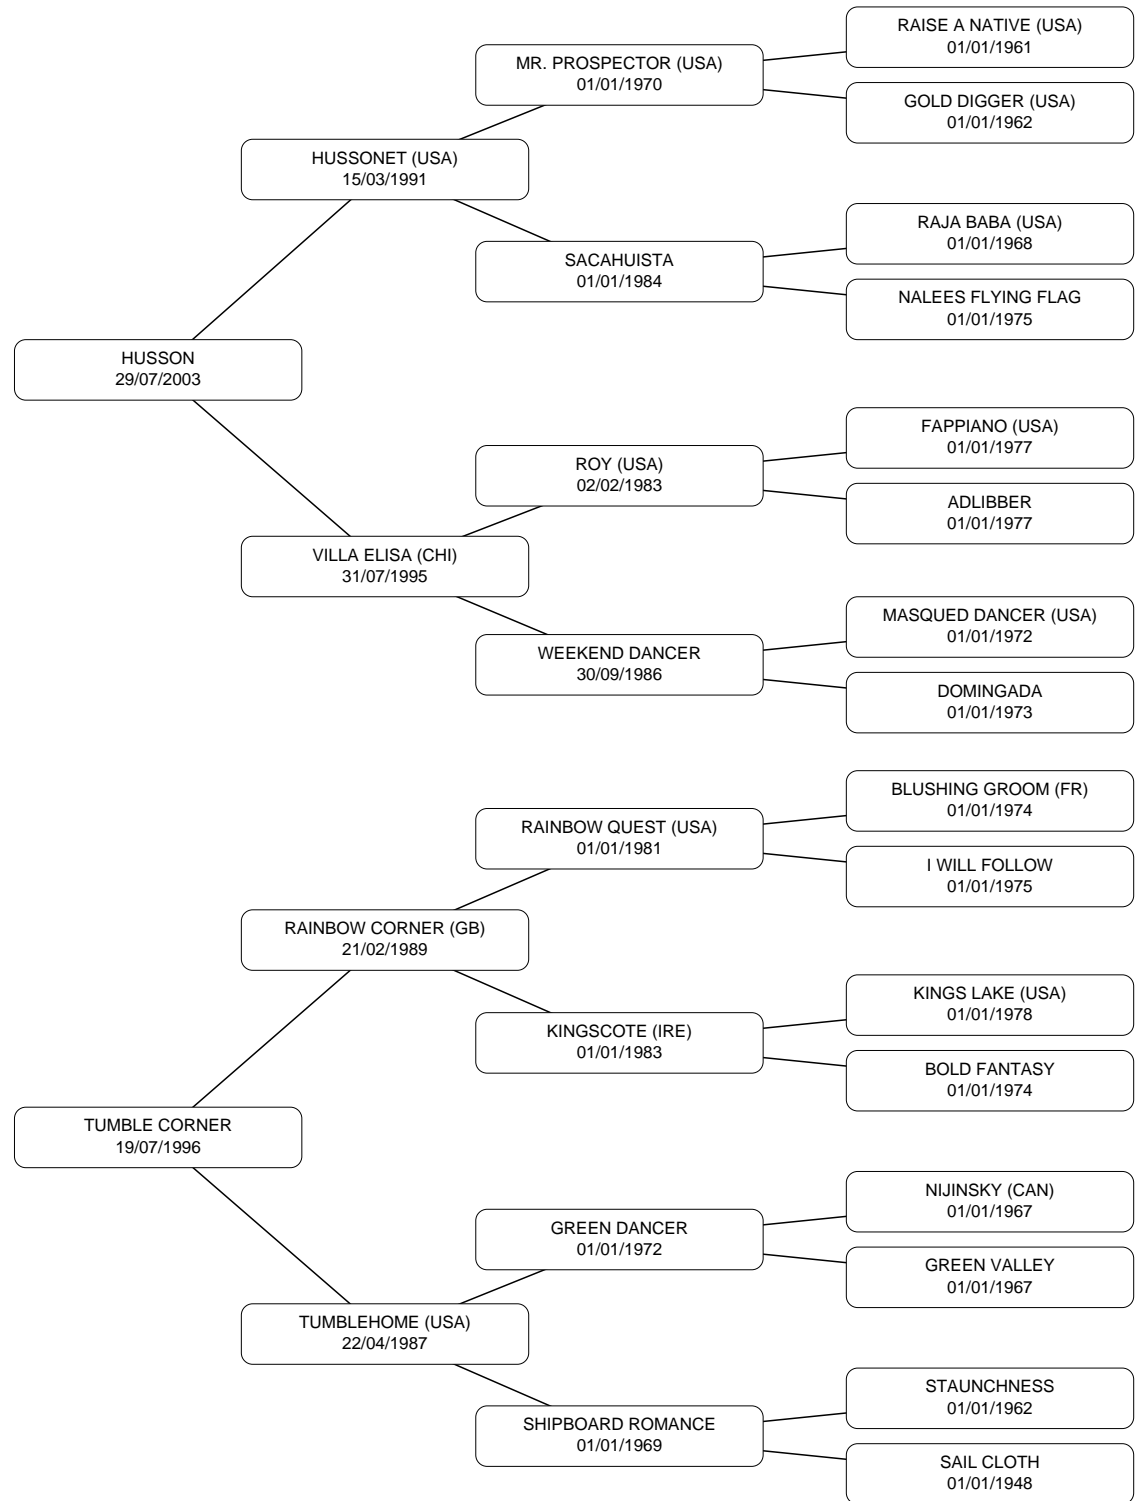 RAISE A NATIVE (USA)
01/01/1961
MR. PROSPECTOR (USA)
01/01/1970
GOLD DIGGER (USA)
01/01/1962
HUSSONET (USA)
15/03/1991
RAJA BABA (USA)
01/01/1968
SACAHUISTA
01/01/1984
NALEES FLYING FLAG
01/01/1975
HUSSON
29/07/2003
FAPPIANO (USA)
01/01/1977
ROY (USA)
02/02/1983
ADLIBBER
01/01/1977
VILLA ELISA (CHI)
31/07/1995
MASQUED DANCER (USA)
01/01/1972
WEEKEND DANCER
30/09/1986
DOMINGADA
01/01/1973
BLUSHING GROOM (FR)
01/01/1974
RAINBOW QUEST (USA)
01/01/1981
I WILL FOLLOW
01/01/1975
RAINBOW CORNER (GB)
21/02/1989
KINGS LAKE (USA)
01/01/1978
KINGSCOTE (IRE)
01/01/1983
BOLD FANTASY
01/01/1974
TUMBLE CORNER
19/07/1996
NIJINSKY (CAN)
01/01/1967
GREEN DANCER
01/01/1972
GREEN VALLEY
01/01/1967
TUMBLEHOME (USA)
22/04/1987
STAUNCHNESS
01/01/1962
SHIPBOARD ROMANCE
01/01/1969
SAIL CLOTH
01/01/1948